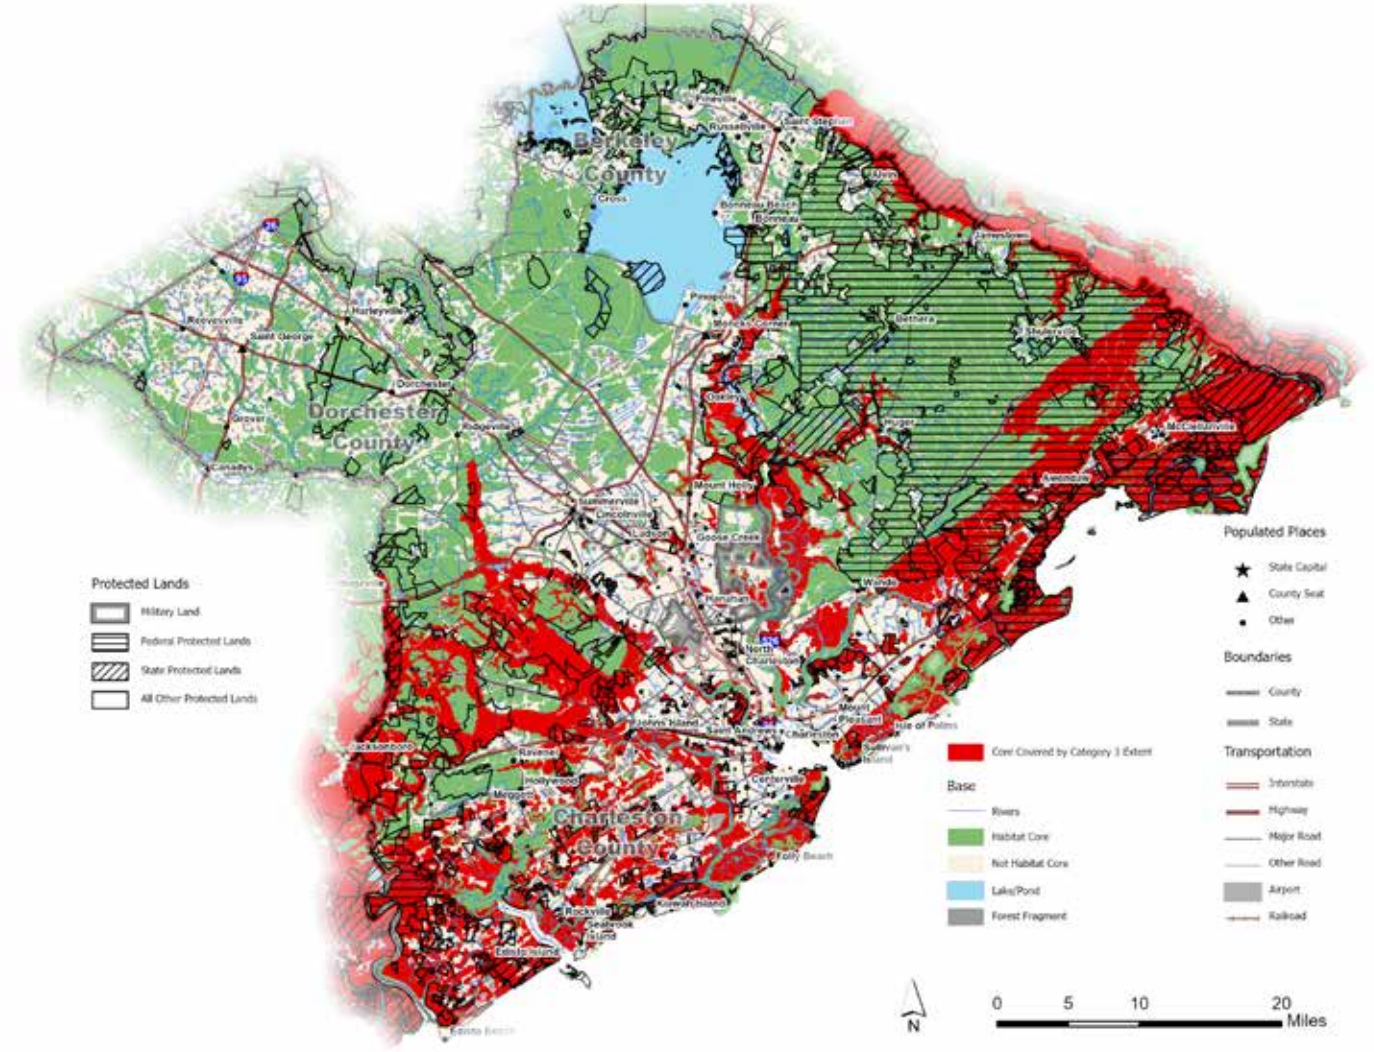 Pineville
Russellville
Saint Stephen
Berkeley
County
Alvin
Cross
Bonneau Beach
Bonneau
Jamestown
26
95
Pinopolis
Reevesville
Harleyville
Saint George
Moncks Corner
Bethera
Shulerville
Dorchester
Oakley
Dorchester
County
Grover
Ridgeville
Huger
McClellanville
Canadys
Awendaw
Mount Holly
Summerville
Lincolnville
Ladson
Goose Creek
Populated Places
State Capital
County Seat
Other
Boundaries
County
State
Transportation
Interstate
Highway
Major Road
Other Road
Airport
Railroad
Protected Lands
Military Land
Federal Protected Lands
State Protected Lands
All Other Protected Lands
Wando
Hanahan
North
Charleston
Mount
Pleasant
Isle of Palms
Johns Island
Saint Andrews
Charleston
Sullivan's
Island
Jacksonboro
Ravenel
Hollywood
Meggett
Centerville
Charleston
County
Folly Beach
Kiawah Island
Rockville
Seabrook
Island
Edisto Island
Edisto Beach
Core Covered by Category 3 Extent
Base
Rivers
Habitat Core
Not Habitat Core
Lake/Pond
Forest Fragment
N
0 5 10 20
Miles